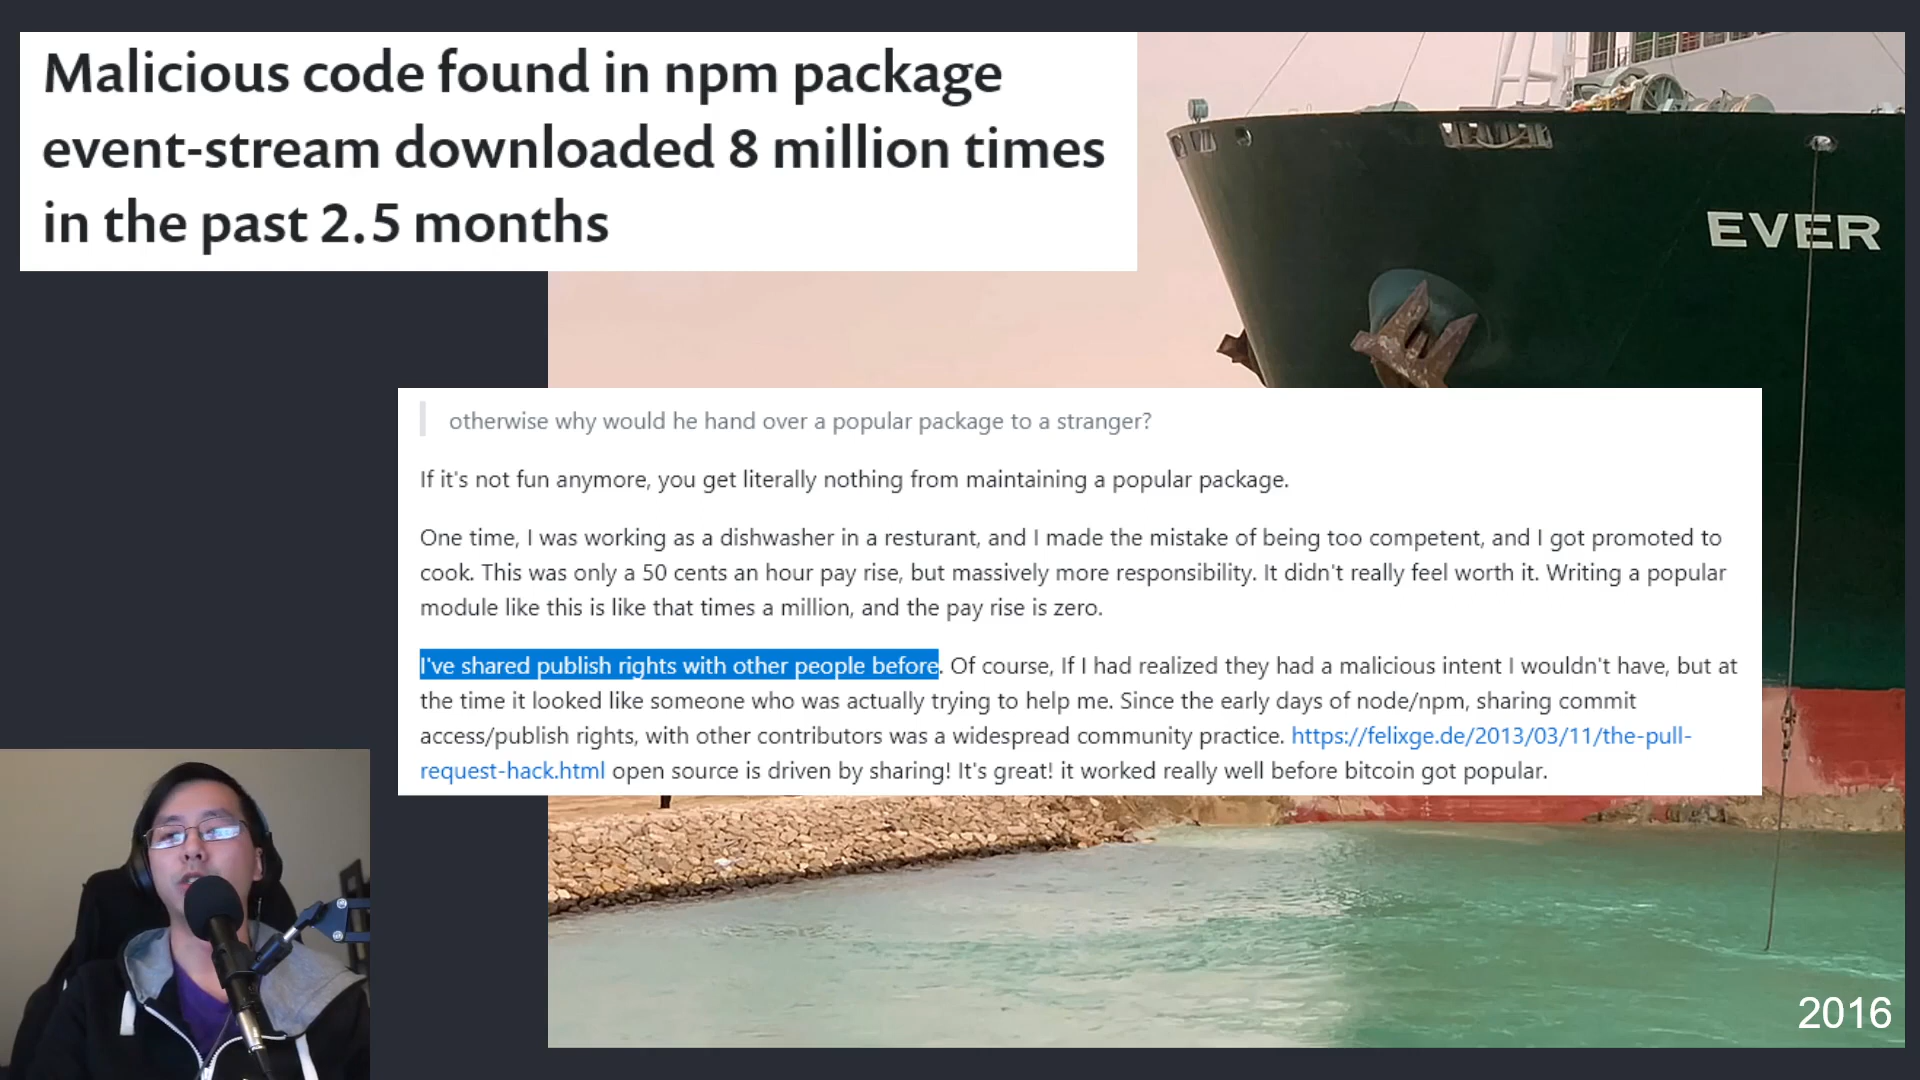 Malicious code found in npm package
event-stream downloaded 8 million times
in the past 2.5 months
EVER
otherwise why would he hand over a popular package to a stranger?
If it's not fun anymore, you get literally nothing from maintaining a popular package.
One time, I was working as a dishwasher in a resturant, and I made the mistake of being too competent, and I got promoted to
cook. This was only a 50 cents an hour pay rise, but massively more responsibility. It didn't really feel worth it. Writing a popular
module like this is like that times a million, and the pay rise is zero.
I've shared publish rights with other people before. Of course, If I had realized they had a malicious intent I wouldn't have, but at
the time it looked like someone who was actually trying to help me. Since the early days of node/npm, sharing commit
access/publish rights, with other contributors was a widespread community practice. https://felixge.de/2013/03/11/the-pull-
request-hack.html open source is driven by sharing! It's great! it worked really well before bitcoin got popular.
2016